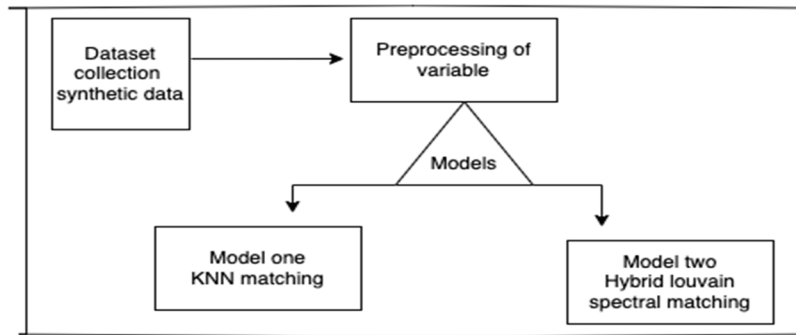 Dataset
collection
synthetic data
Preprocessing of
variable
Models
Model one
KNN matching
Model two
Hybrid louvain
spectral matching